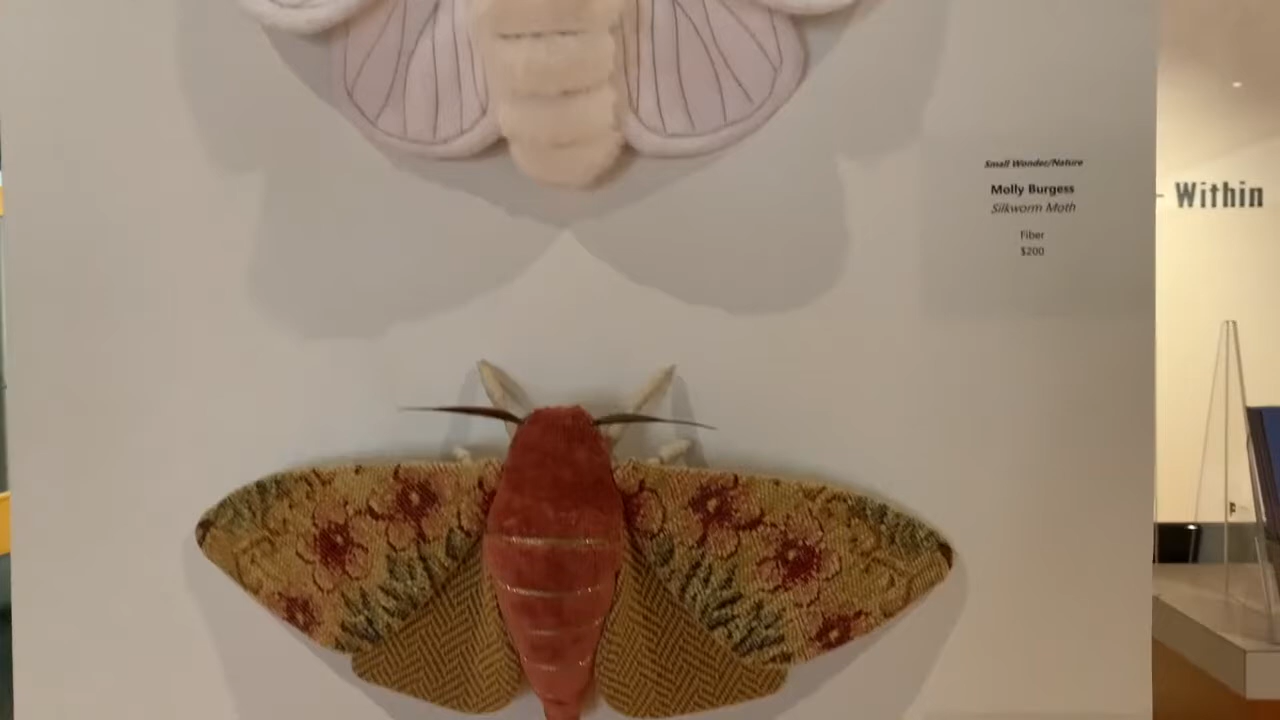 Small Wonder/Nature
Molly Burgess
Silkworm Moth
Fiber
$200
Within